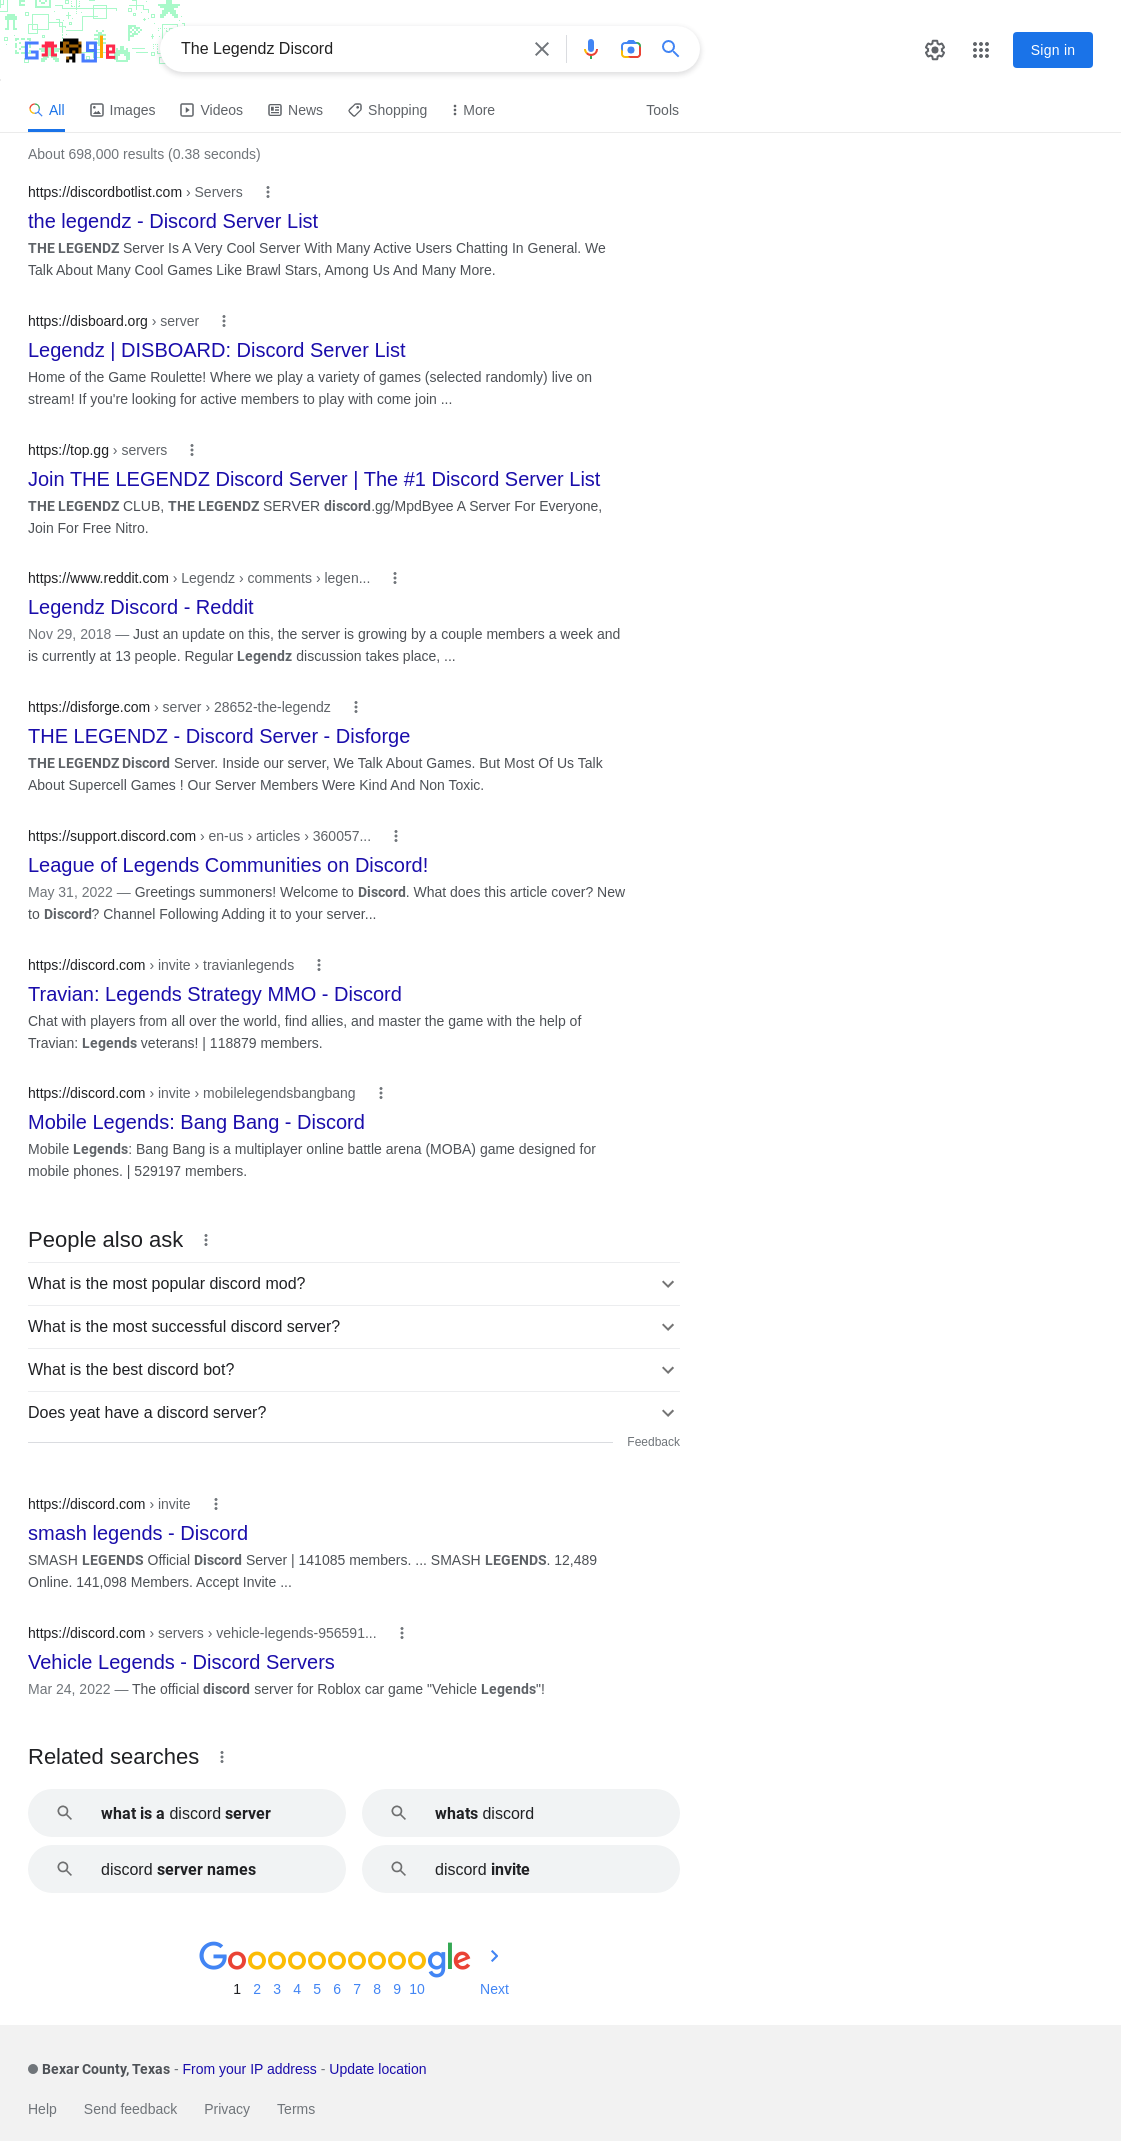 Google
The Legendz Discord
Sign in
All
Images
Videos
News
Shopping
More
Tools
About 698,000 results (0.38 seconds)
https://discordbotlist.com › Servers
the legendz - Discord Server List
THE LEGENDZ Server Is A Very Cool Server With Many Active Users Chatting In General. We
Talk About Many Cool Games Like Brawl Stars, Among Us And Many More.
https://disboard.org › server
Legendz | DISBOARD: Discord Server List
Home of the Game Roulette! Where we play a variety of games (selected randomly) live on
stream! If you're looking for active members to play with come join ...
https://top.gg › servers
Join THE LEGENDZ Discord Server | The #1 Discord Server List
THE LEGENDZ CLUB, THE LEGENDZ SERVER discord.gg/MpdByee A Server For Everyone,
Join For Free Nitro.
https://www.reddit.com › Legendz › comments › legen...
Legendz Discord - Reddit
Nov 29, 2018 — Just an update on this, the server is growing by a couple members a week and
is currently at 13 people. Regular Legendz discussion takes place, ...
https://disforge.com › server › 28652-the-legendz
THE LEGENDZ - Discord Server - Disforge
THE LEGENDZ Discord Server. Inside our server, We Talk About Games. But Most Of Us Talk
About Supercell Games ! Our Server Members Were Kind And Non Toxic.
https://support.discord.com › en-us › articles › 360057...
League of Legends Communities on Discord!
May 31, 2022 — Greetings summoners! Welcome to Discord. What does this article cover? New
to Discord? Channel Following Adding it to your server...
https://discord.com › invite › travianlegends
Travian: Legends Strategy MMO - Discord
Chat with players from all over the world, find allies, and master the game with the help of
Travian: Legends veterans! | 118879 members.
https://discord.com › invite › mobilelegendsbangbang
Mobile Legends: Bang Bang - Discord
Mobile Legends: Bang Bang is a multiplayer online battle arena (MOBA) game designed for
mobile phones. | 529197 members.
People also ask
What is the most popular discord mod?
What is the most successful discord server?
What is the best discord bot?
Does yeat have a discord server?
Feedback
https://discord.com › invite
smash legends - Discord
SMASH LEGENDS Official Discord Server | 141085 members. ... SMASH LEGENDS. 12,489
Online. 141,098 Members. Accept Invite ...
https://discord.com › servers › vehicle-legends-956591...
Vehicle Legends - Discord Servers
Mar 24, 2022 — The official discord server for Roblox car game "Vehicle Legends"!
Related searches
what is a discord server
whats discord
discord server names
discord invite
Goooooooooogle
1 2 3 4 5 6 7 8 9 10 Next
Bexar County, Texas - From your IP address - Update location
Help Send feedback Privacy Terms